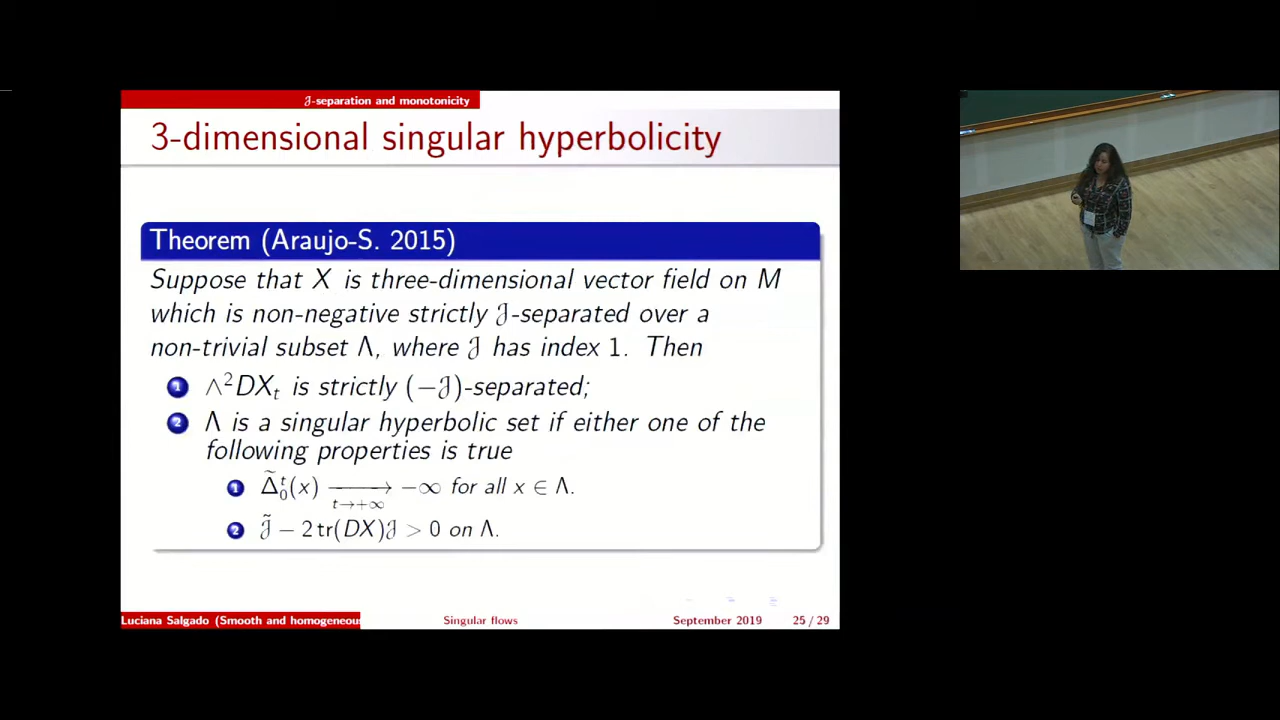 𝒥-separation and monotonicity
3-dimensional singular hyperbolicity
Theorem (Araujo-S. 2015)
Suppose that X is three-dimensional vector field on M
which is non-negative strictly 𝒥-separated over a
non-trivial subset Λ, where 𝒥 has index 1. Then
1 ∧²DXₜ is strictly (−𝒥)-separated;
2 Λ is a singular hyperbolic set if either one of the
following properties is true
1 Δ̃₀ᵗ(x) ⟶ −∞ for all x ∈ Λ.
t→+∞
2 𝒥̃ − 2 tr(DX)𝒥 > 0 on Λ.
Luciana Salgado (Smooth and homogeneous Singular flows September 2019 25 / 29